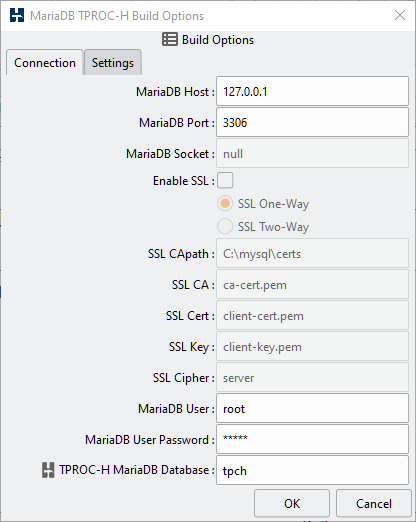 MariaDB TPROC-H Build Options
Build Options
Connection Settings
MariaDB Host : 127.0.0.1
MariaDB Port : 3306
MariaDB Socket : null
Enable SSL :
SSL One-Way
SSL Two-Way
SSL CApath : C:\mysql\certs
SSL CA : ca-cert.pem
SSL Cert : client-cert.pem
SSL Key : client-key.pem
SSL Cipher : server
MariaDB User : root
MariaDB User Password : *****
TPROC-H MariaDB Database : tpch
OK Cancel